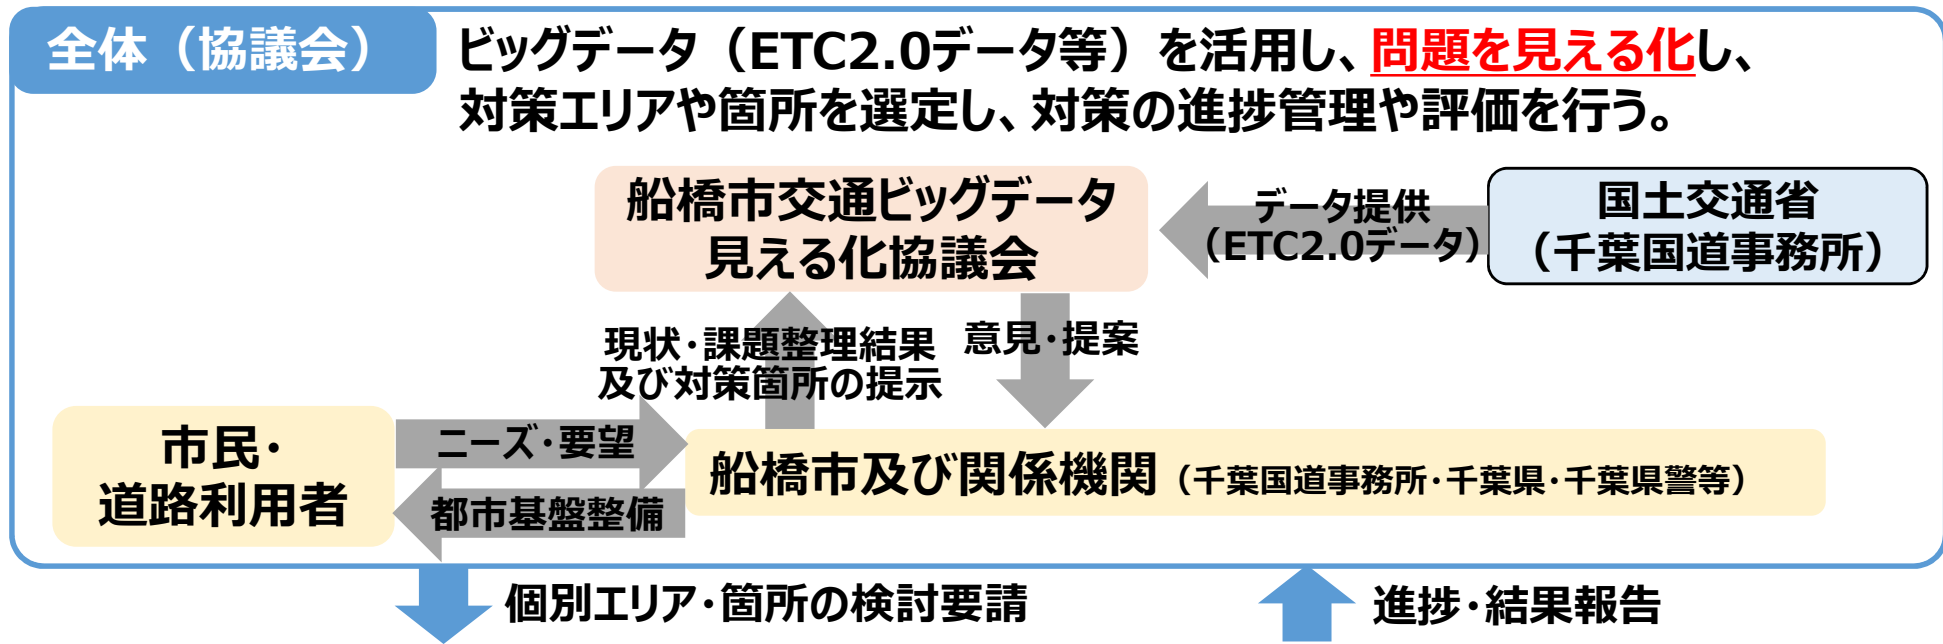 全体（協議会）
ビッグデータ（ETC2.0データ等）を活用し、問題を見える化し、
対策エリアや箇所を選定し、対策の進捗管理や評価を行う。
船橋市交通ビッグデータ
見える化協議会
データ提供
（ETC2.0データ）
国土交通省
（千葉国道事務所）
現状・課題整理結果
及び対策箇所の提示
意見・提案
市民・
道路利用者
ニーズ・要望
都市基盤整備
船橋市及び関係機関（千葉国道事務所・千葉県・千葉県警等）
個別エリア・箇所の検討要請
進捗・結果報告